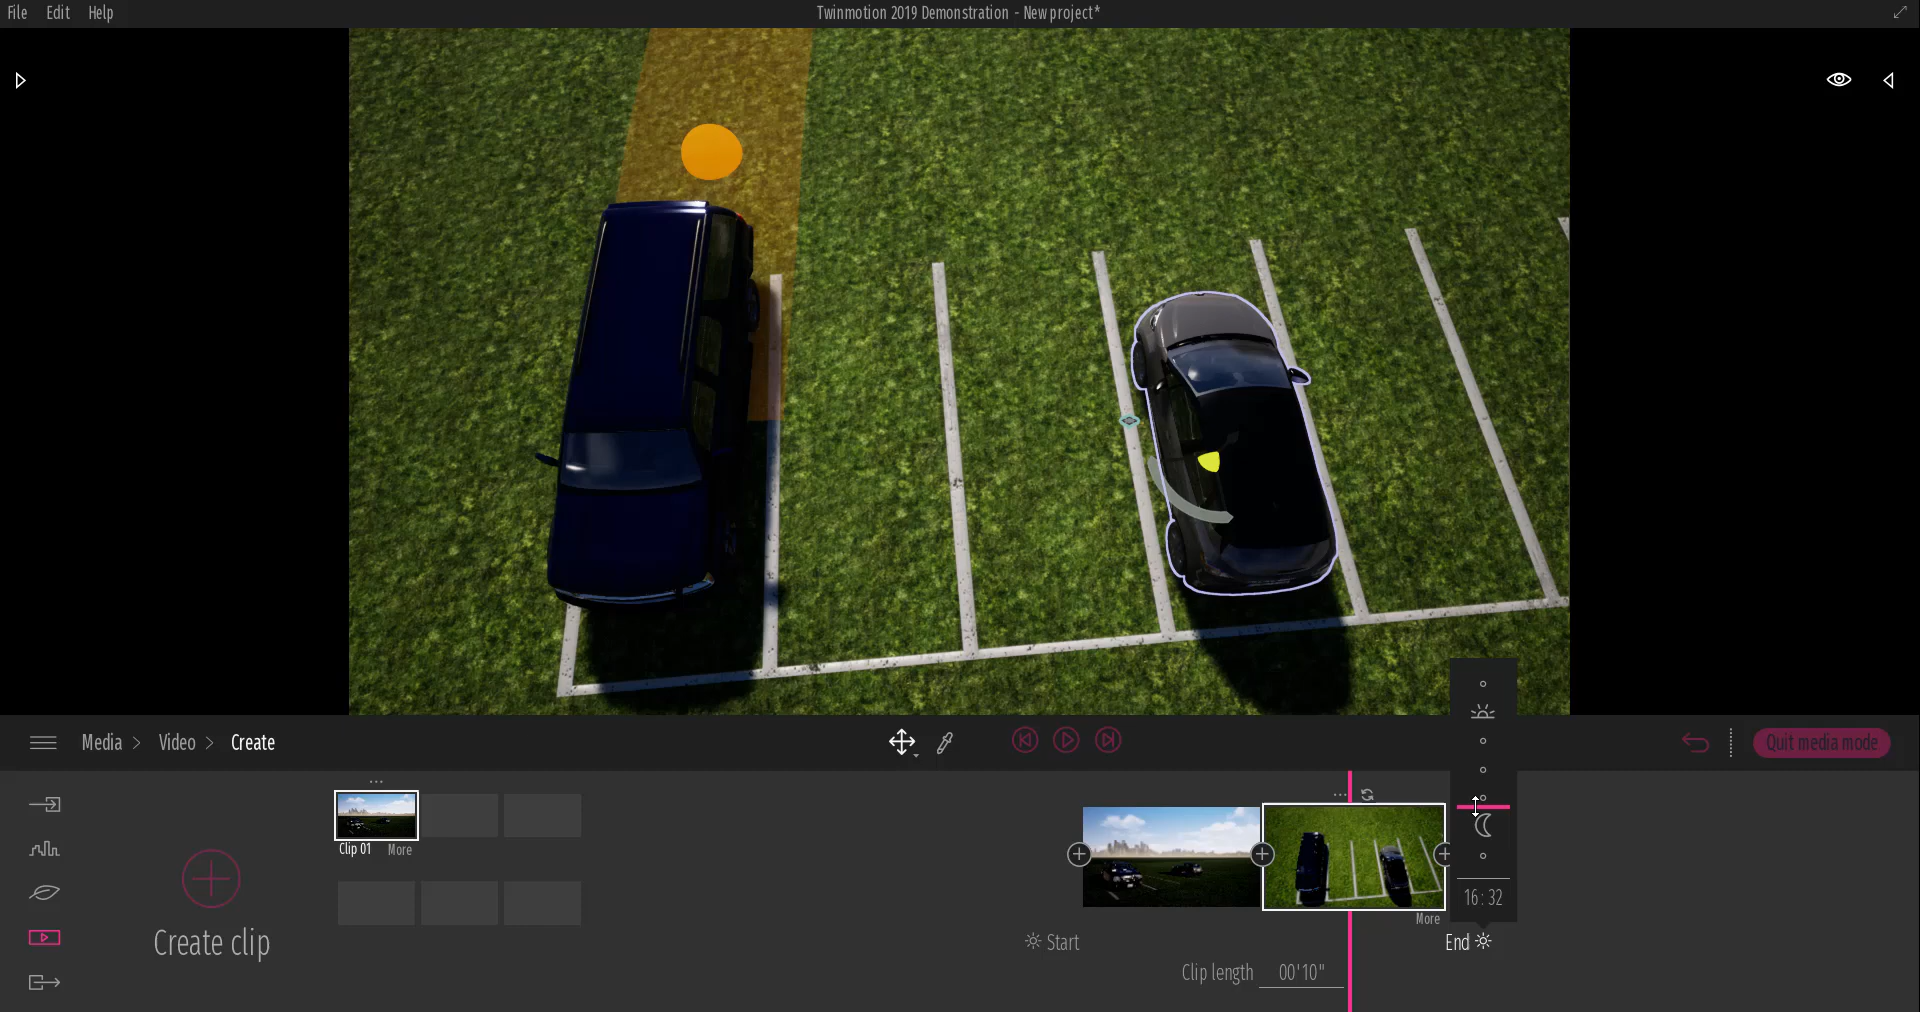 File Edit Help
Twinmotion 2019 Demonstration - New project*
Media > Video > Create
Quit media mode
Clip 01 More
Create clip
More
16 : 32
Start
End
Clip length 00'10"